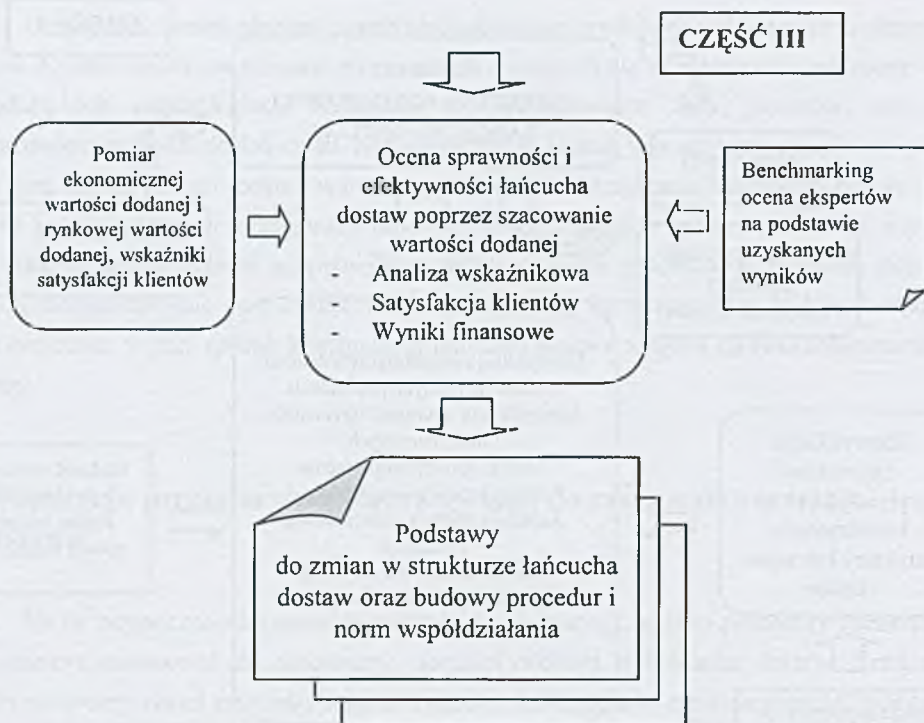 CZĘŚĆ III
Pomiar
ekonomicznej
wartości dodanej i
rynkowej wartości
dodanej, wskaźniki
satysfakcji klientów
Ocena sprawności i
efektywności łańcucha
dostaw poprzez szacowanie
wartości dodanej
- Analiza wskaźnikowa
- Satysfakcja klientów
- Wyniki finansowe
Benchmarking
ocena ekspertów
na podstawie
uzyskanych
wyników
Podstawy
do zmian w strukturze łańcucha
dostaw oraz budowy procedur i
norm współdziałania